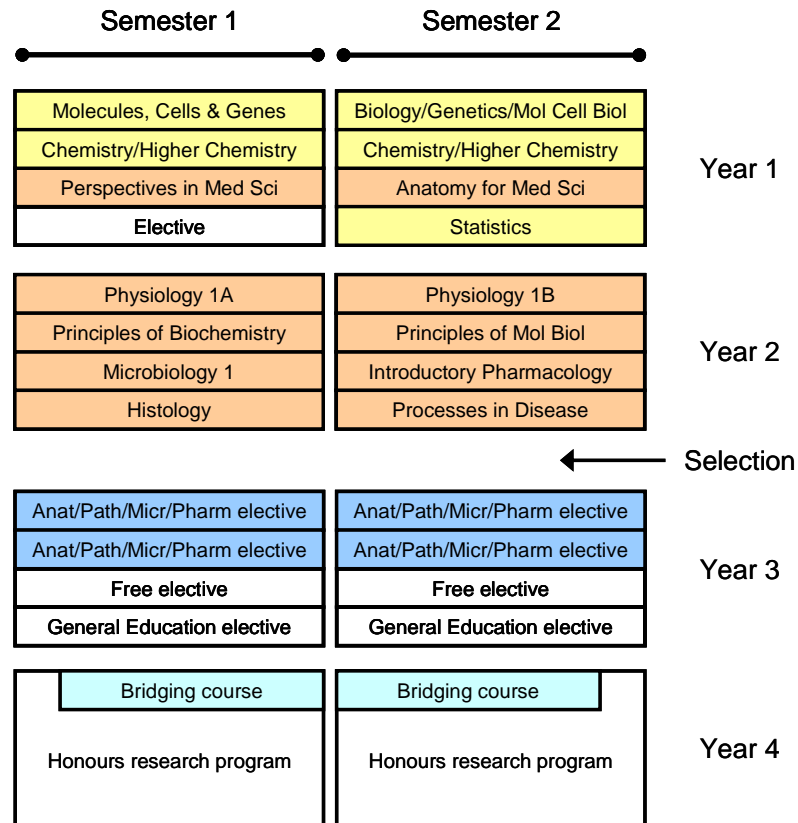 Semester 1
Semester 2
Molecules, Cells & Genes
Biology/Genetics/Mol Cell Biol
Chemistry/Higher Chemistry
Chemistry/Higher Chemistry
Perspectives in Med Sci
Anatomy for Med Sci
Elective
Statistics
Year 1
Physiology 1A
Physiology 1B
Principles of Biochemistry
Principles of Mol Biol
Microbiology 1
Introductory Pharmacology
Histology
Processes in Disease
Year 2
Selection
Anat/Path/Micr/Pharm elective
Anat/Path/Micr/Pharm elective
Anat/Path/Micr/Pharm elective
Anat/Path/Micr/Pharm elective
Free elective
Free elective
General Education elective
General Education elective
Year 3
Bridging course
Bridging course
Honours research program
Honours research program
Year 4